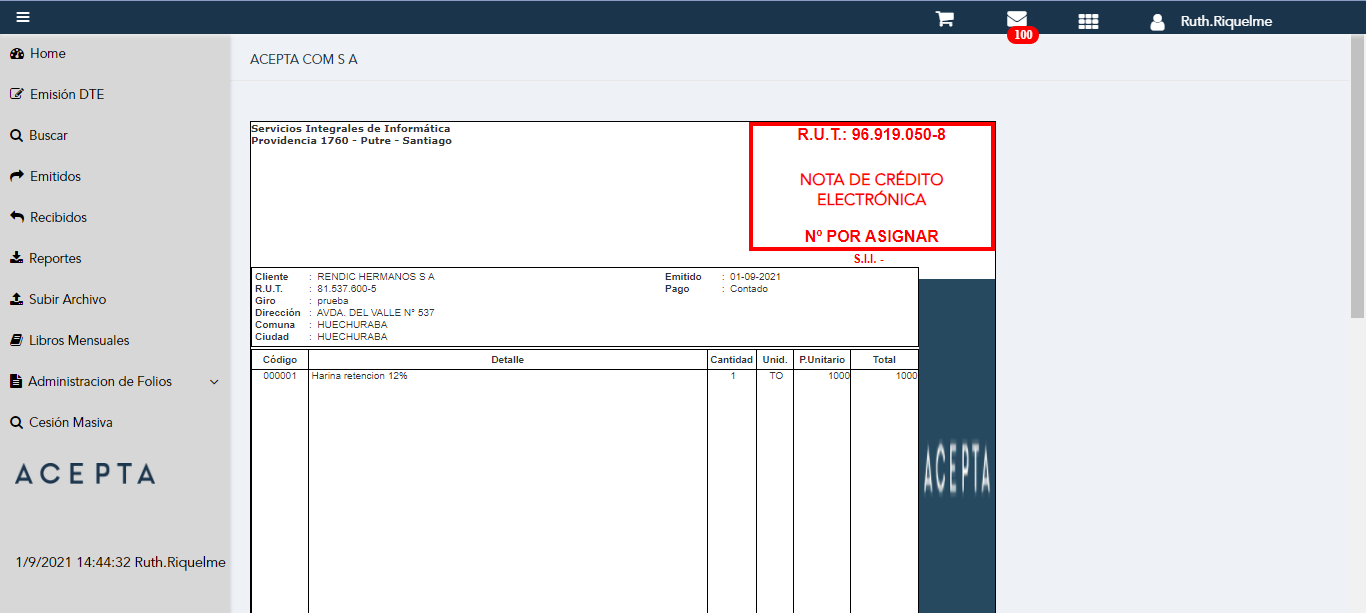 Ruth.Riquelme
100
Home
Emisión DTE
Buscar
Emitidos
Recibidos
Reportes
Subir Archivo
Libros Mensuales
Administracion de Folios
Cesión Masiva
ACEPTA
1/9/2021 14:44:32 Ruth.Riquelme
ACEPTA COM S A
Servicios Integrales de Informática
Providencia 1760 - Putre - Santiago
R.U.T.: 96.919.050-8
NOTA DE CRÉDITO
ELECTRÓNICA
Nº POR ASIGNAR
S.I.I. -
Cliente : RENDIC HERMANOS S A Emitido : 01-09-2021
R.U.T. : 81.537.600-5 Pago : Contado
Giro : prueba
Dirección : AVDA. DEL VALLE N° 537
Comuna : HUECHURABA
Ciudad : HUECHURABA
Código Detalle Cantidad Unid. P.Unitario Total
000001 Harina retencion 12% 1 TO 1000 1000
ACEPTA